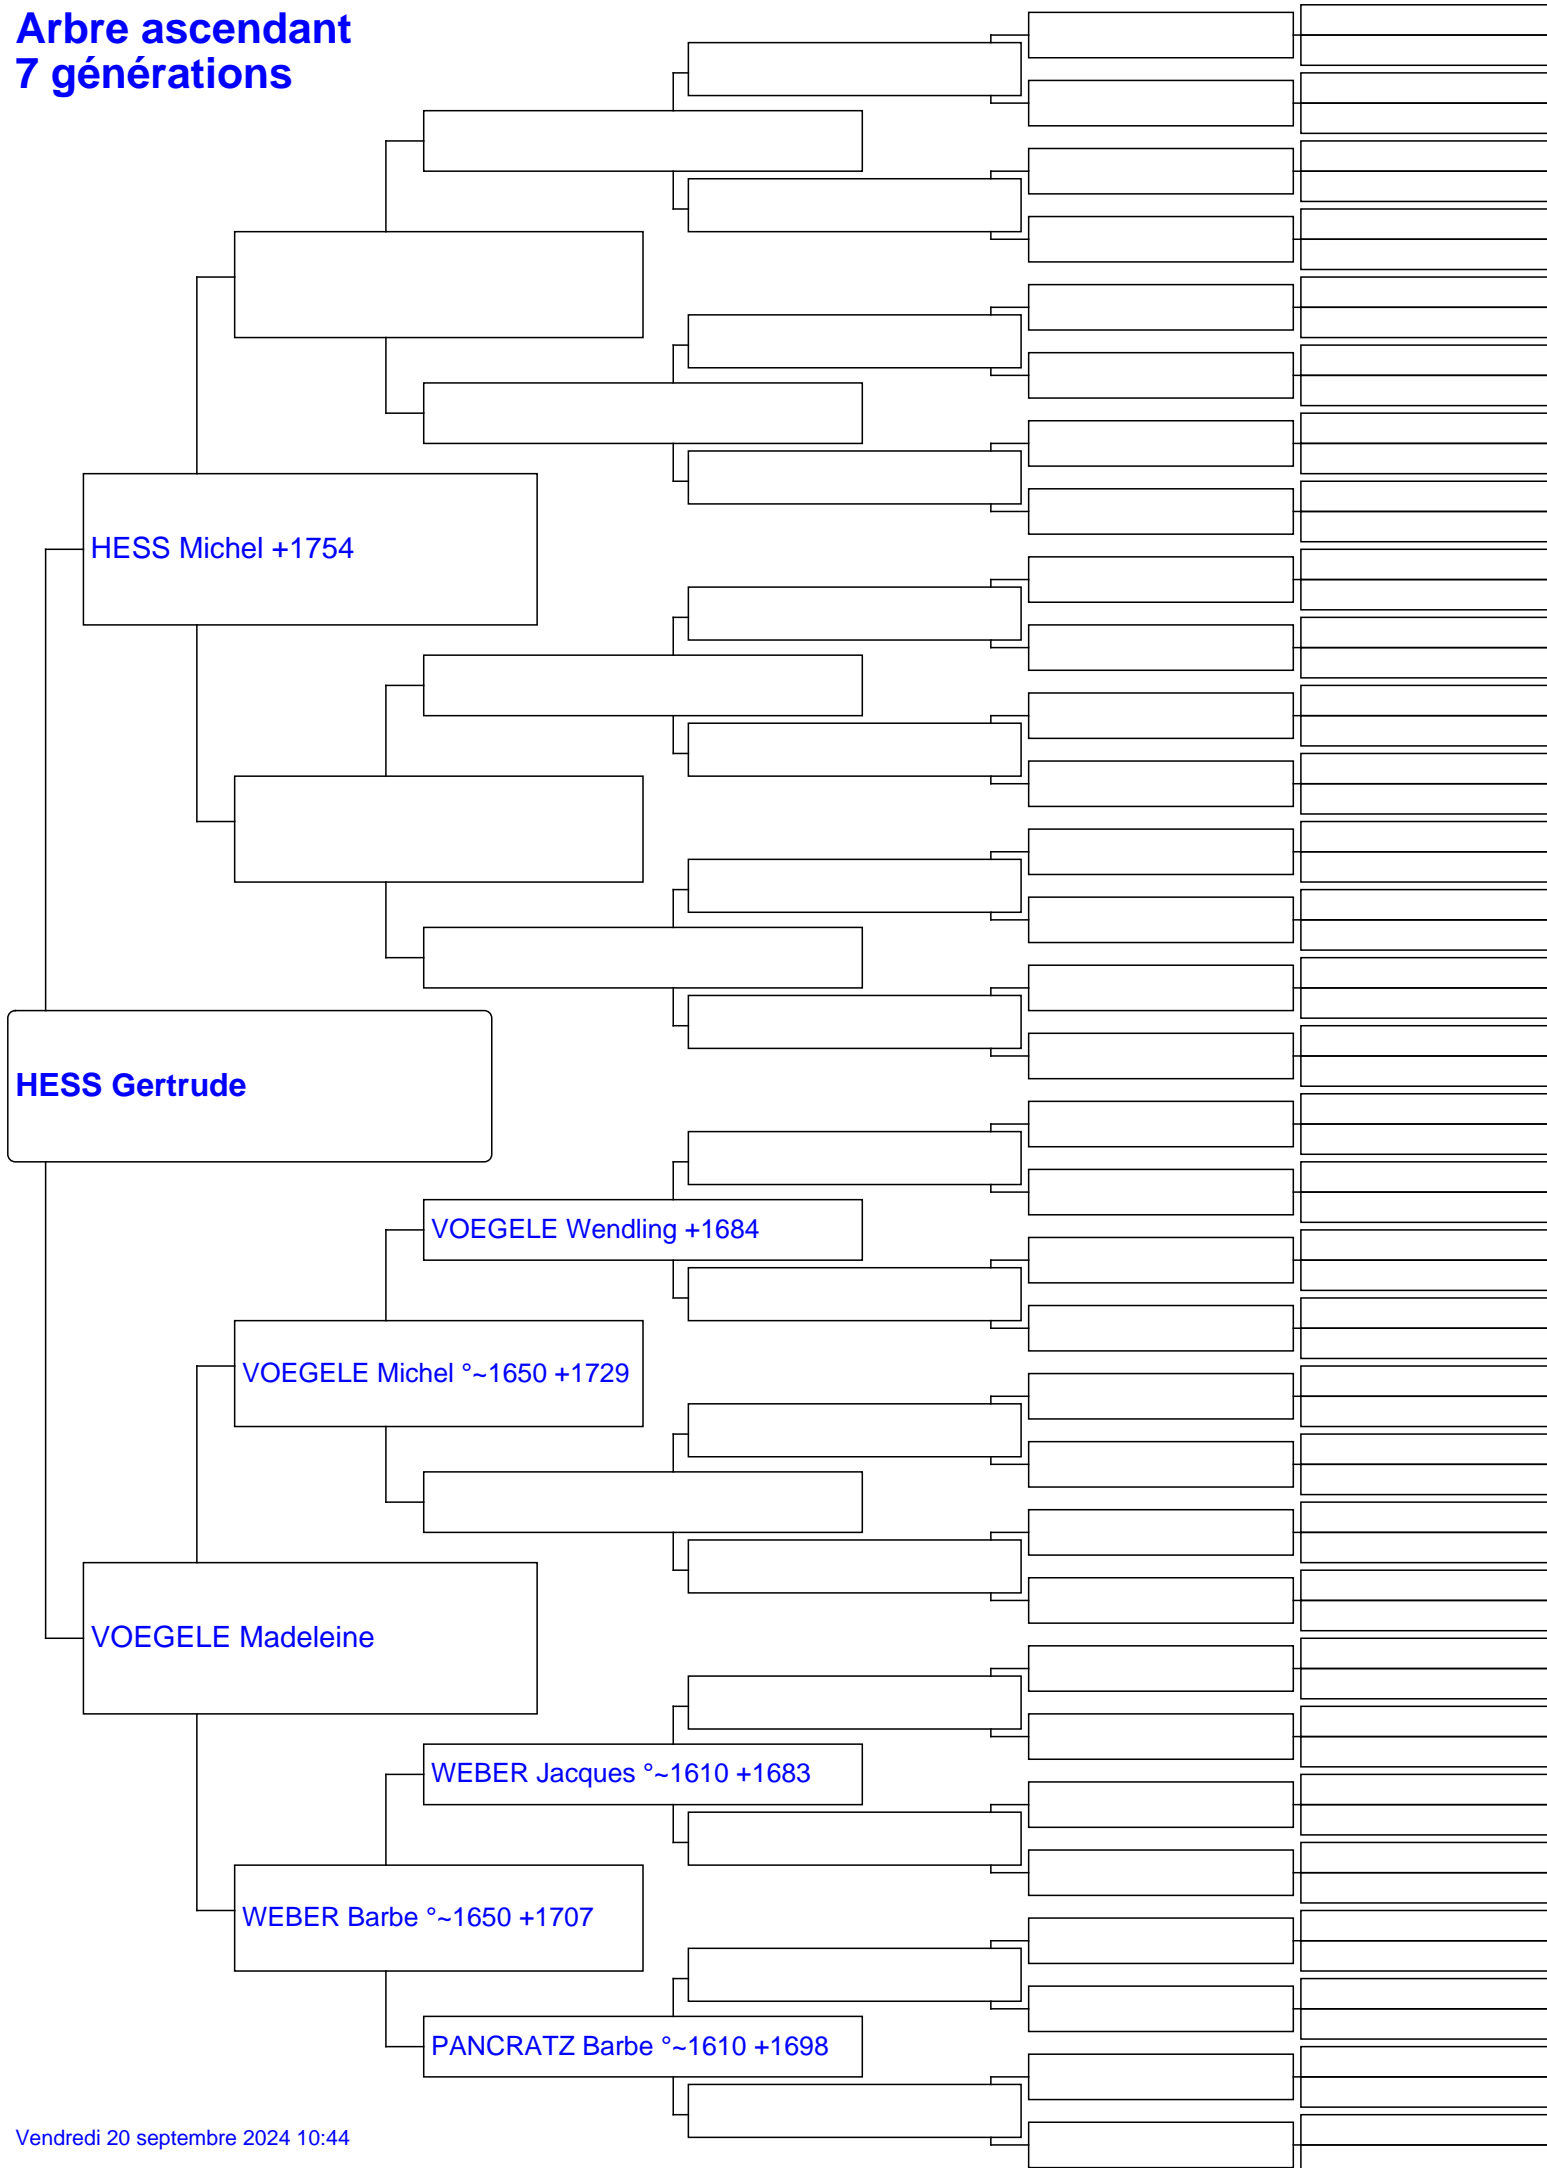 Arbre ascendant
7 générations
HESS Michel +1754
HESS Gertrude
VOEGELE Wendling +1684
VOEGELE Michel °~1650 +1729
VOEGELE Madeleine
WEBER Jacques °~1610 +1683
WEBER Barbe °~1650 +1707
PANCRATZ Barbe °~1610 +1698
Vendredi 20 septembre 2024 10:44